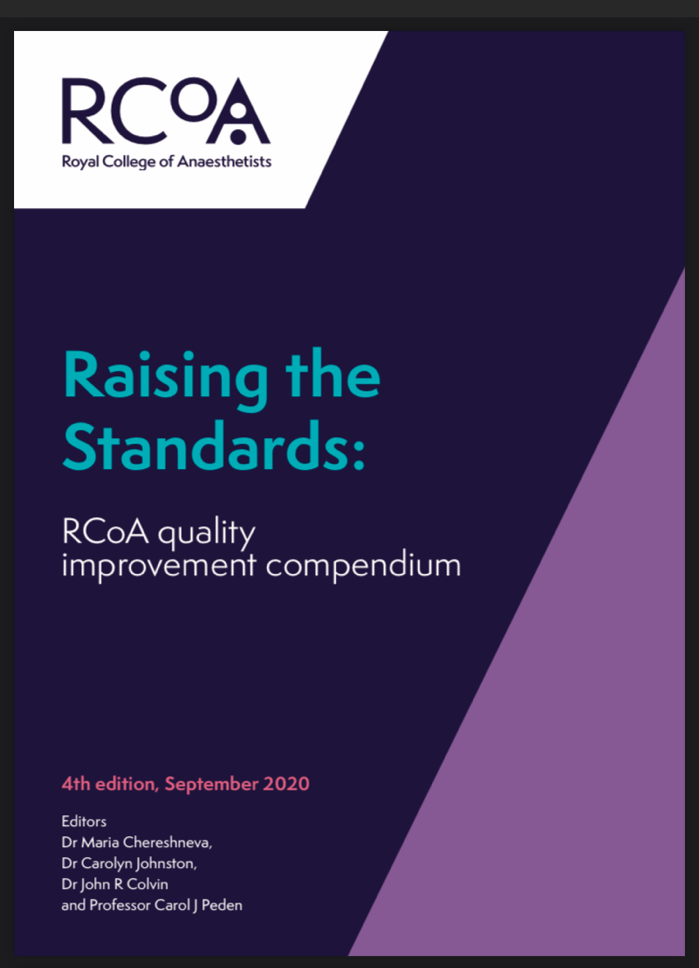 RCoA
Royal College of Anaesthetists
Raising the
Standards:
RCoA quality
improvement compendium
4th edition, September 2020
Editors
Dr Maria Chereshneva,
Dr Carolyn Johnston,
Dr John R Colvin
and Professor Carol J Peden